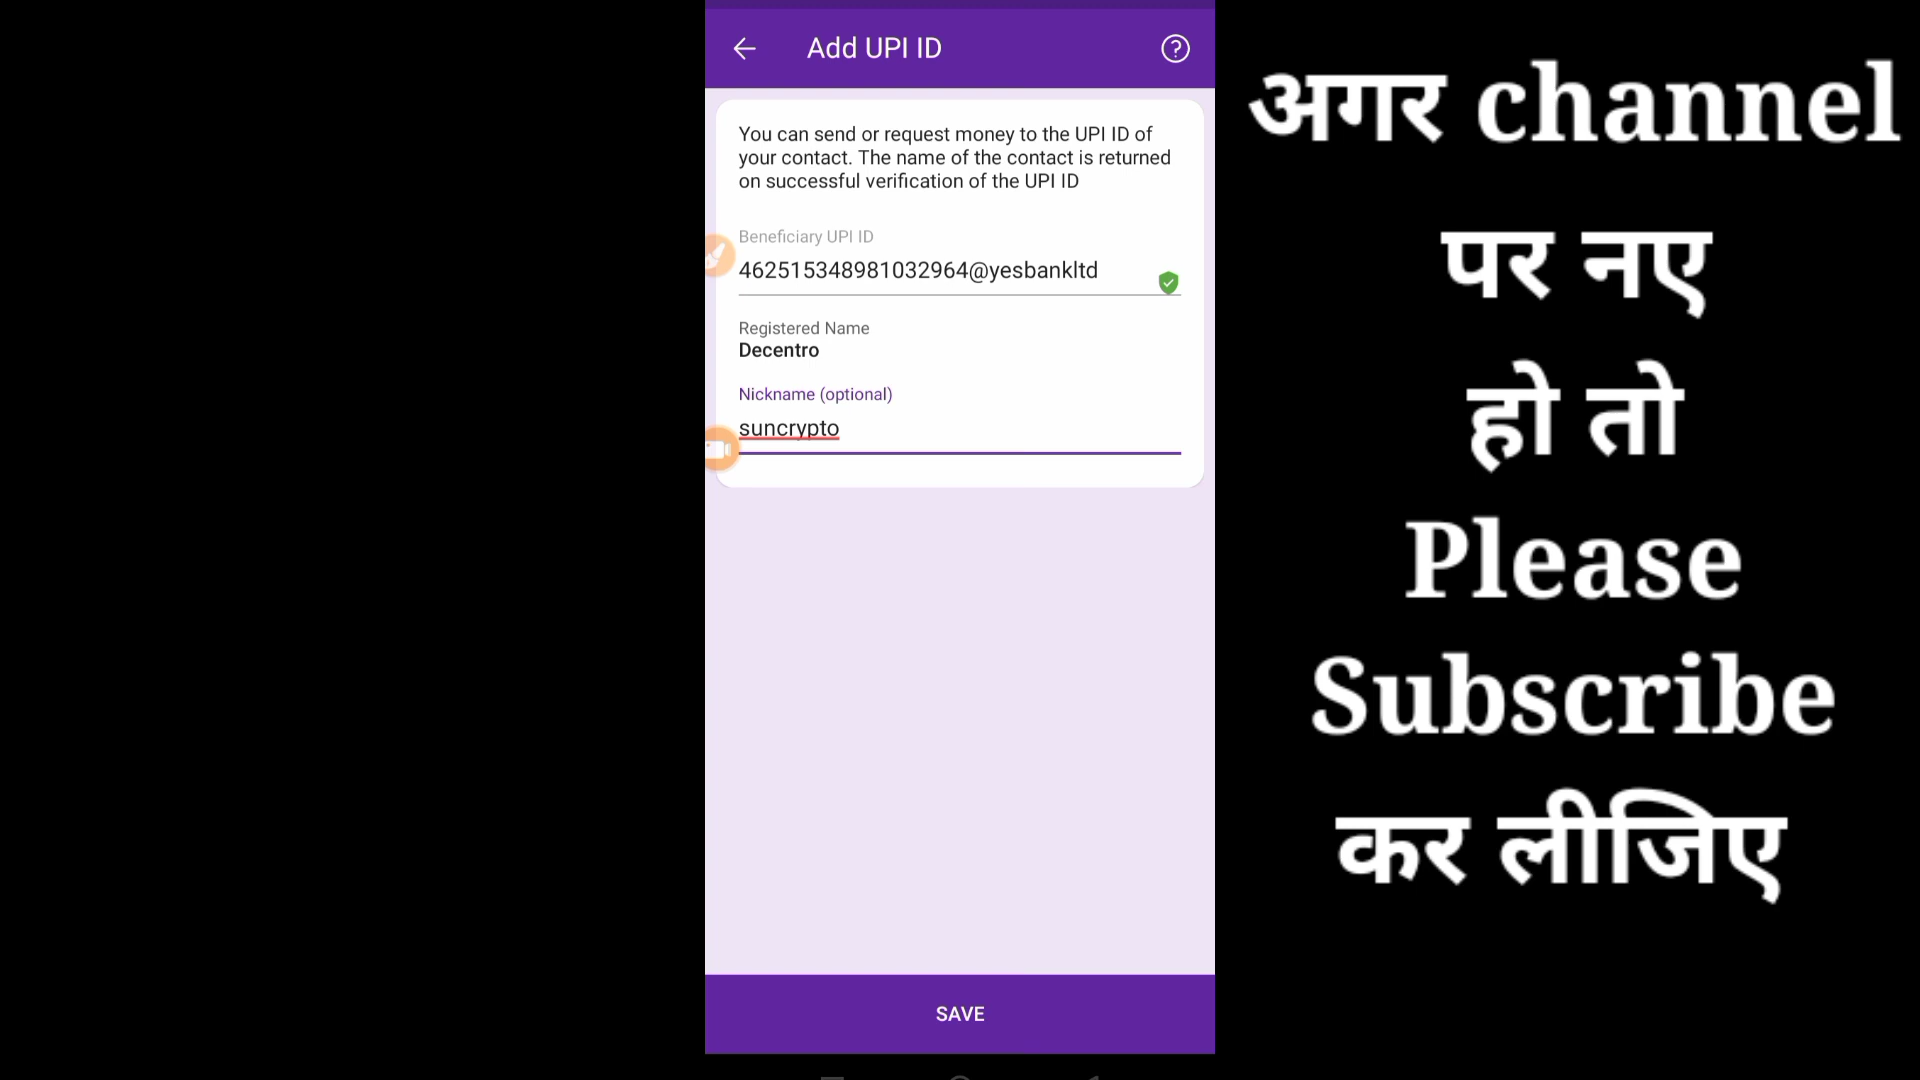 Add UPI ID
You can send or request money to the UPI ID of
your contact. The name of the contact is returned
on successful verification of the UPI ID
Beneficiary UPI ID
462515348981032964@yesbankltd
Registered Name
Decentro
Nickname (optional)
suncrypto
SAVE
अगर channel
पर नए
हो तो
Please
Subscribe
कर लीजिए